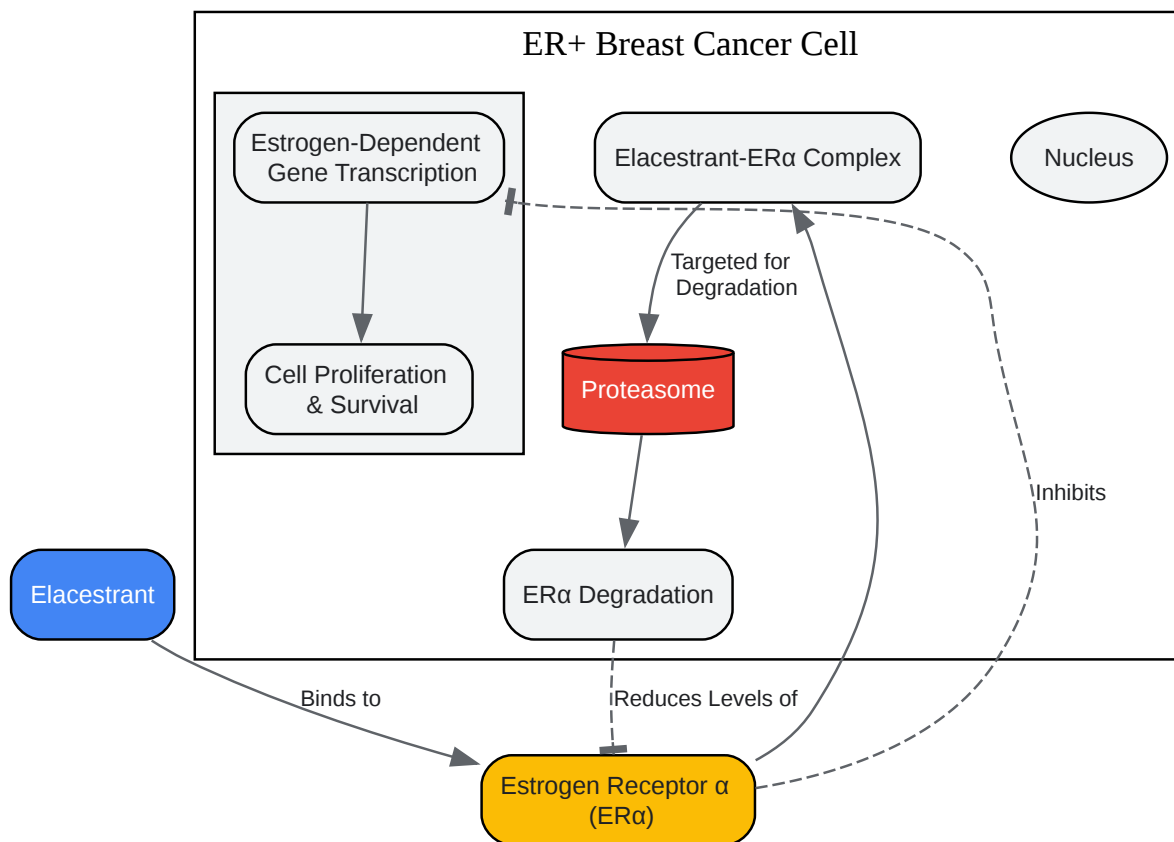 ER+ Breast Cancer Cell
Estrogen-Dependent
Gene Transcription
Elacestrant-ERα Complex
Nucleus
Targeted for
Degradation
Cell Proliferation
& Survival
Proteasome
Inhibits
Elacestrant
ERα Degradation
Binds to
Reduces Levels of
Estrogen Receptor α
(ERα)